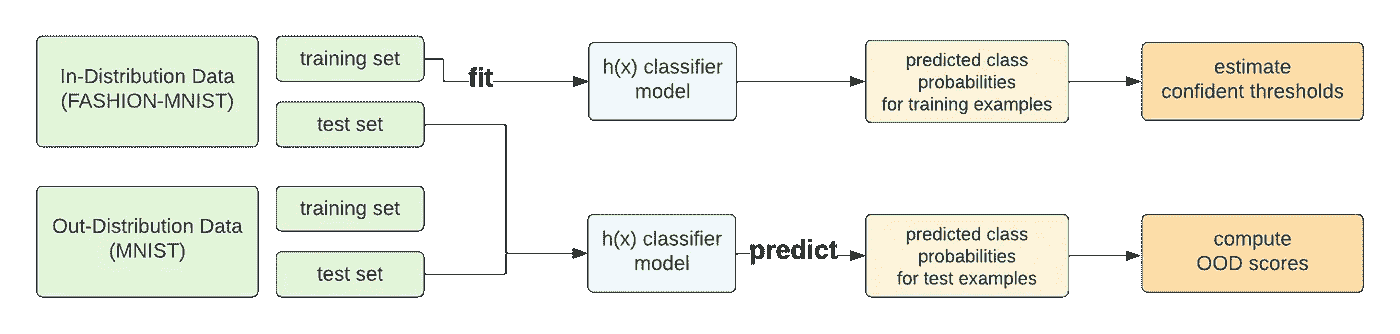 In-Distribution Data
(FASHION-MNIST)
training set
test set
fit
h(x) classifier
model
predicted class
probabilities
for training examples
estimate
confident thresholds
Out-Distribution Data
(MNIST)
training set
test set
h(x) classifier
model
predict
predicted class
probabilities
for test examples
compute
OOD scores